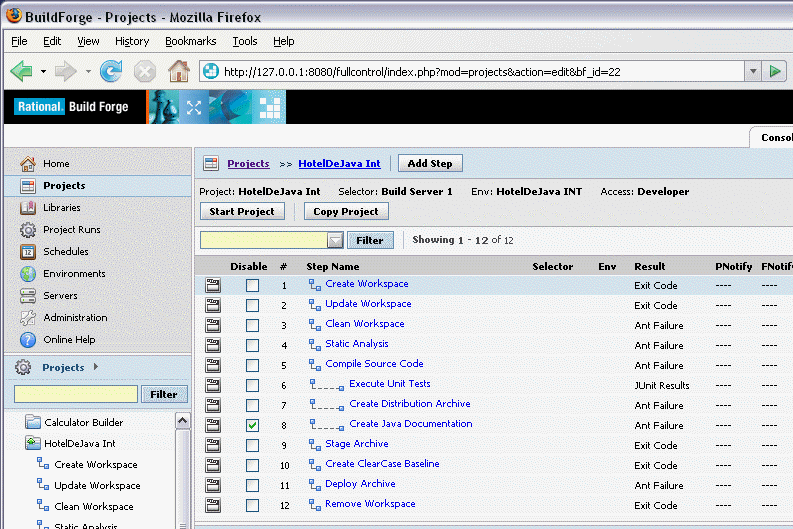 BuildForge - Projects - Mozilla Firefox
File Edit View History Bookmarks Tools Help
http://127.0.0.1:8080/fullcontrol/index.php?mod=projects&action=edit&bf_id=22
Rational. Build Forge
Consol
Home
Projects
Libraries
Project Runs
Schedules
Environments
Servers
Administration
Online Help
Projects
Filter
Calculator Builder
HotelDeJava Int
Create Workspace
Update Workspace
Clean Workspace
Static Analysis
Projects >> HotelDeJava Int Add Step
Project: HotelDeJava Int Selector: Build Server 1 Env: HotelDeJava INT Access: Developer
Start Project Copy Project
Filter Showing 1 - 12 of 12
Disable # Step Name Selector Env Result PNotify FNotify
1 Create Workspace Exit Code ---- ----
2 Update Workspace Exit Code ---- ----
3 Clean Workspace Ant Failure ---- ----
4 Static Analysis Ant Failure ---- ----
5 Compile Source Code Ant Failure ---- ----
6 Execute Unit Tests JUnit Results ---- ----
7 Create Distribution Archive Ant Failure ---- ----
8 Create Java Documentation Ant Failure ---- ----
9 Stage Archive Exit Code ---- ----
10 Create ClearCase Baseline Exit Code ---- ----
11 Deploy Archive Ant Failure ---- ----
12 Remove Workspace Exit Code ---- ----